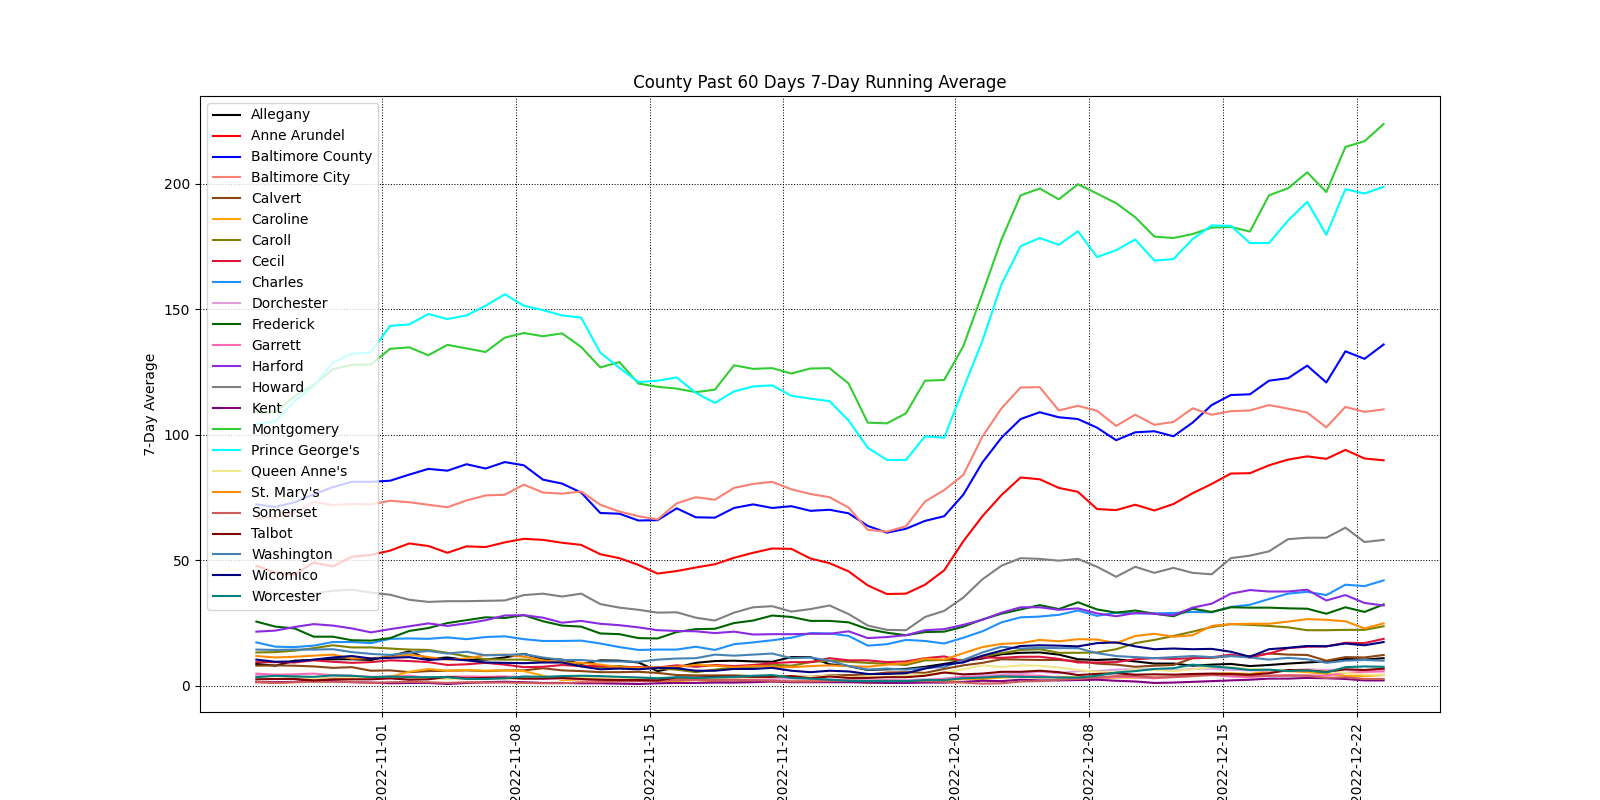 County Past 60 Days 7-Day Running Average
7-Day Average
200
150
100
50
0
Allegany
Anne Arundel
Baltimore County
Baltimore City
Calvert
Caroline
Caroll
Cecil
Charles
Dorchester
Frederick
Garrett
Harford
Howard
Kent
Montgomery
Prince George's
Queen Anne's
St. Mary's
Somerset
Talbot
Washington
Wicomico
Worcester
2022-11-01
2022-11-08
2022-11-15
2022-11-22
2022-12-01
2022-12-08
2022-12-15
2022-12-22